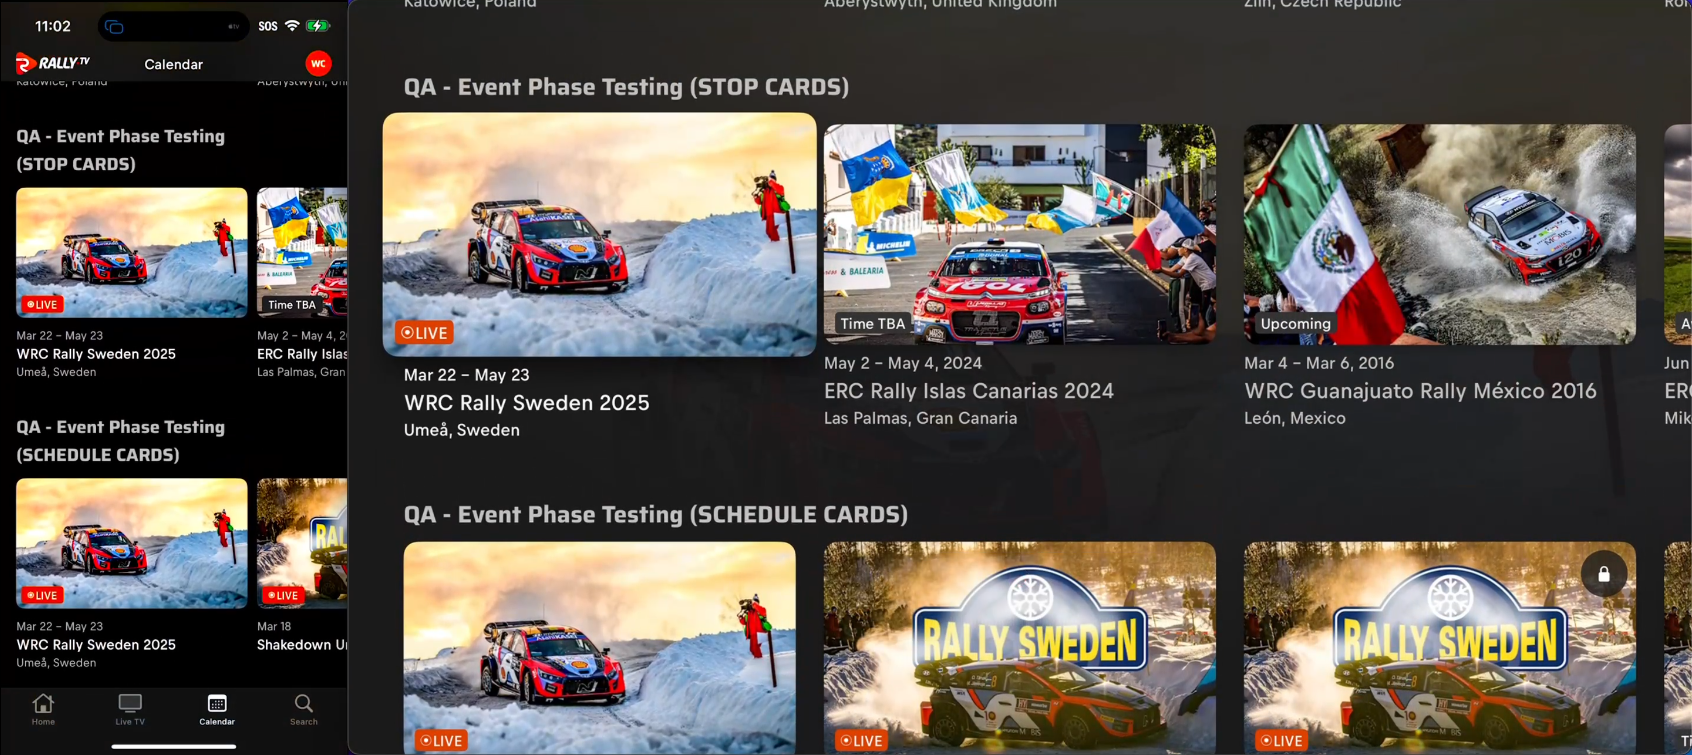 11:02
SOS
RALLY TV
Calendar
WC
Katowice, Poland
QA - Event Phase Testing
(STOP CARDS)
LIVE
Time TBA
Mar 22 – May 23
WRC Rally Sweden 2025
Umeå, Sweden
May 2 – May 4, 2
ERC Rally Islas
Las Palmas, Gran
QA - Event Phase Testing
(SCHEDULE CARDS)
LIVE
LIVE
Mar 22 – May 23
WRC Rally Sweden 2025
Umeå, Sweden
Mar 18
Shakedown
Home
Live TV
Calendar
Search
Katowice, Poland
Aberystwyth, United Kingdom
Zlín, Czech Republic
QA - Event Phase Testing (STOP CARDS)
LIVE
MICHELIN
& BALEARIA
Time TBA
Upcoming
Mar 22 – May 23
WRC Rally Sweden 2025
Umeå, Sweden
May 2 – May 4, 2024
ERC Rally Islas Canarias 2024
Las Palmas, Gran Canaria
Mar 4 – Mar 6, 2016
WRC Guanajuato Rally México 2016
León, Mexico
Jun
QA - Event Phase Testing (SCHEDULE CARDS)
LIVE
RALLY SWEDEN
LIVE
RALLY SWEDEN
LIVE